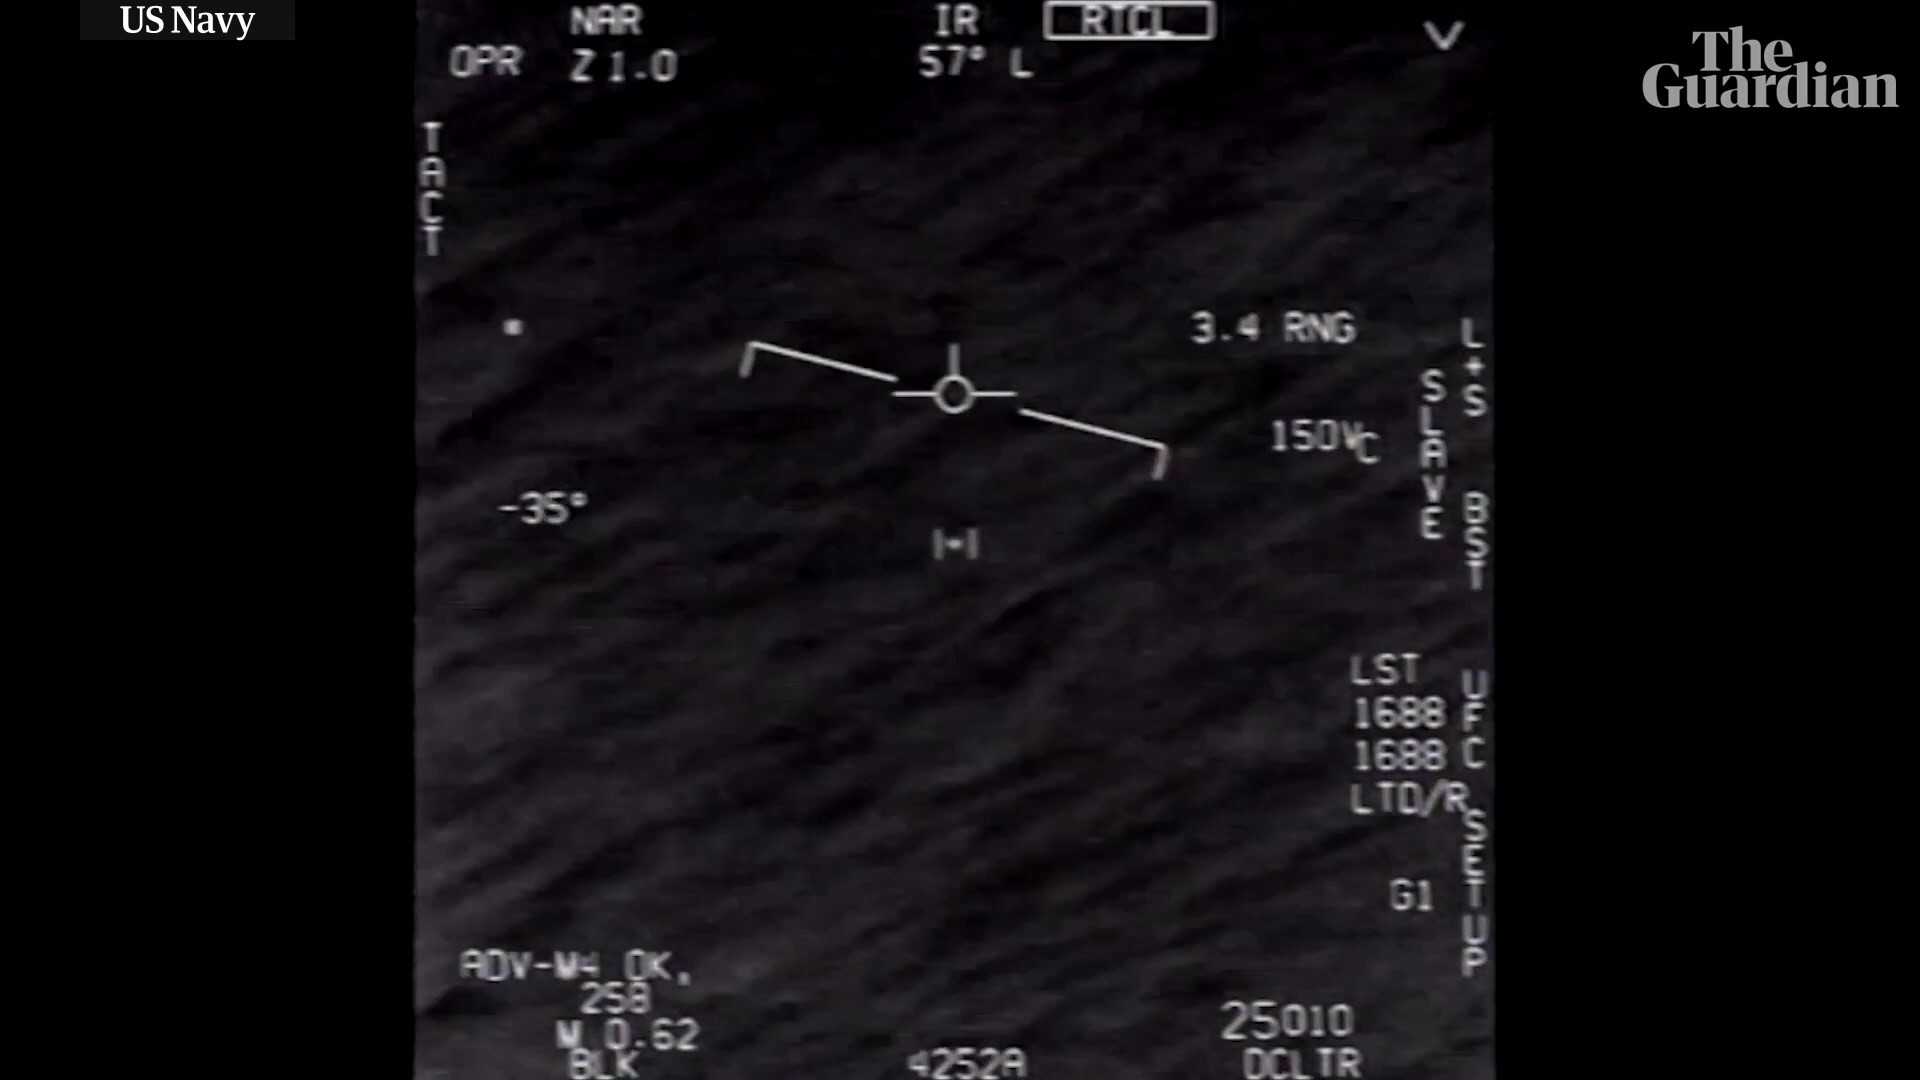 US Navy
NAR
IR
RTCL
OPR
Z 1.0
57° L
The
Guardian
TACT
3.4 RNG
L+S
SLAVE
150VC
-35°
BST
LST
1688
1688
LTD/R
UFC
SETUP
G1
ADV-M4 OK,
258
M 0.62
BLK
4252A
25010
DCLTR